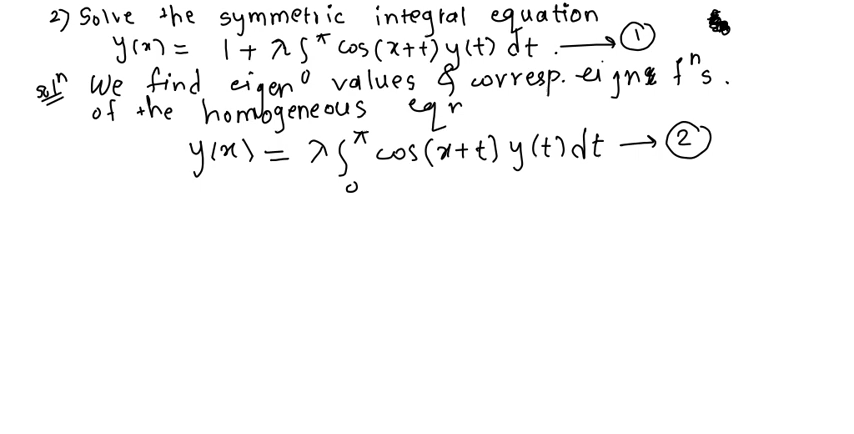 2) Solve the symmetric integral equation
y(x) = 1 + λ ∫₀^π cos(x+t) y(t) dt. → ①
solⁿ We find eigen values & corresp. eigne fⁿs.
of the homogeneous eqn
y(x) = λ ∫₀^π cos(x+t) y(t) dt → ②